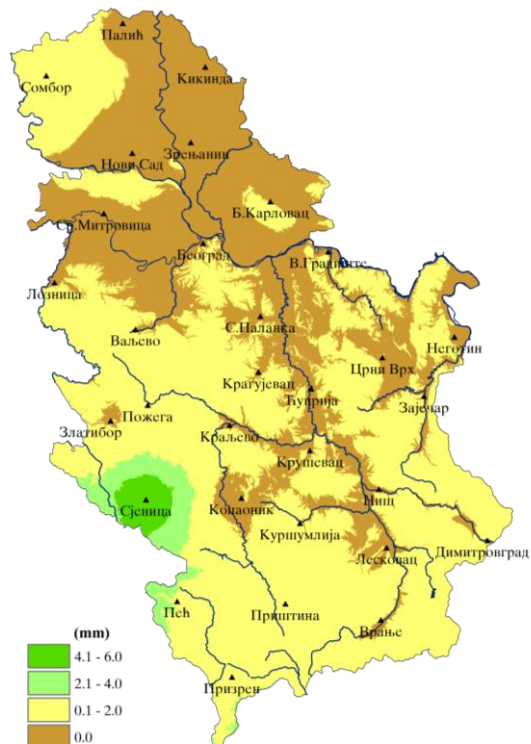 Палић
Кикинда
Сомбор
Зрењанин
Нови Сад
Б.Карловац
Ср.Митровица
Београд
В.Градиште
Лозница
С.Паланка
Ваљево
Неготин
Црни Врх
Крагујевац
Ћуприја
Зајечар
Пожега
Златибор
Краљево
Крушевац
Ниш
Сјеница
Копаоник
Куршумлија
Димитровград
Лесковац
Пећ
Приштина
Врање
Призрен
(mm)
4.1 - 6.0
2.1 - 4.0
0.1 - 2.0
0.0